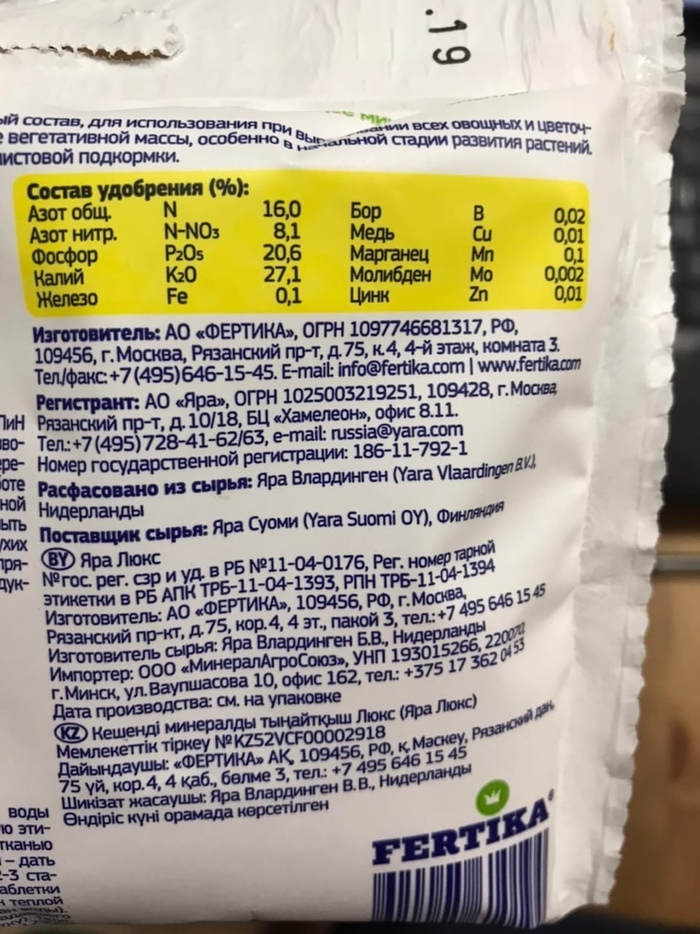 .19
ый состав, для использования при выращивании всех овощных и цветоч-
е вегетативной массы, особенно в начальной стадии развития растений.
листовой подкормки.
Состав удобрения (%):
Азот общ. N 16,0 Бор B 0,02
Азот нитр. N-NO₃ 8,1 Медь Cu 0,01
Фосфор P₂O₅ 20,6 Марганец Mn 0,1
Калий K₂O 27,1 Молибден Mo 0,002
Железо Fe 0,1 Цинк Zn 0,01
Изготовитель: АО «ФЕРТИКА», ОГРН 1097746681317, РФ,
109456, г. Москва, Рязанский пр-т, д. 75, к. 4, 4-й этаж, комната 3.
Тел/факс: +7 (495) 646-15-45. E-mail: info@fertika.com | www.fertika.com
Регистрант: АО «Яра», ОГРН 1025003219251, 109428, г. Москва,
Рязанский пр-т, д. 10/18, БЦ «Хамелеон», офис 8.11.
Тел.: +7 (495) 728-41-62/63, e-mail: russia@yara.com
Номер государственной регистрации: 186-11-792-1
Расфасовано из сырья: Яра Влардинген (Yara Vlaardingen B.V.),
Нидерланды
Поставщик сырья: Яра Суоми (Yara Suomi OY), Финляндия
BY Яра Люкс
№ гос. рег. сзр и уд. в РБ №11-04-0176, Рег. номер тарной
этикетки в РБ АПК ТРБ-11-04-1393, РПН ТРБ-11-04-1394
Изготовитель: АО «ФЕРТИКА», 109456, РФ, г. Москва,
Рязанский пр-кт, д. 75, кор. 4, 4 эт., пакой 3, тел.: +7 495 646 15 45
Изготовитель сырья: Яра Влардинген Б.В., Нидерланды
Импортер: ООО «МинералАгроСоюз», УНП 193015266, 220072,
г. Минск, ул. Ваупшасова 10, офис 162, тел.: +375 17 362 04 53
Дата производства: см. на упаковке
KZ Кешенді минералды тыңайтқыш Люкс (Яра Люкс)
Мемлекеттік тіркеу № KZ52VCF00002918
Дайындаушы: «ФЕРТИКА» АҚ, 109456, РФ, қ. Мәскеу, Рязанский даң.
75 үй, кор. 4, 4 қаб., бөлме 3, тел.: +7 495 646 15 45
Шикізат жасаушы: Яра Влардинген В. В., Нидерланды
Өндіріс күні орамада көрсетілген
воды
ю эти-
тканью
– дать
2-3 ста-
аблетки
теплой
FERTIKA®